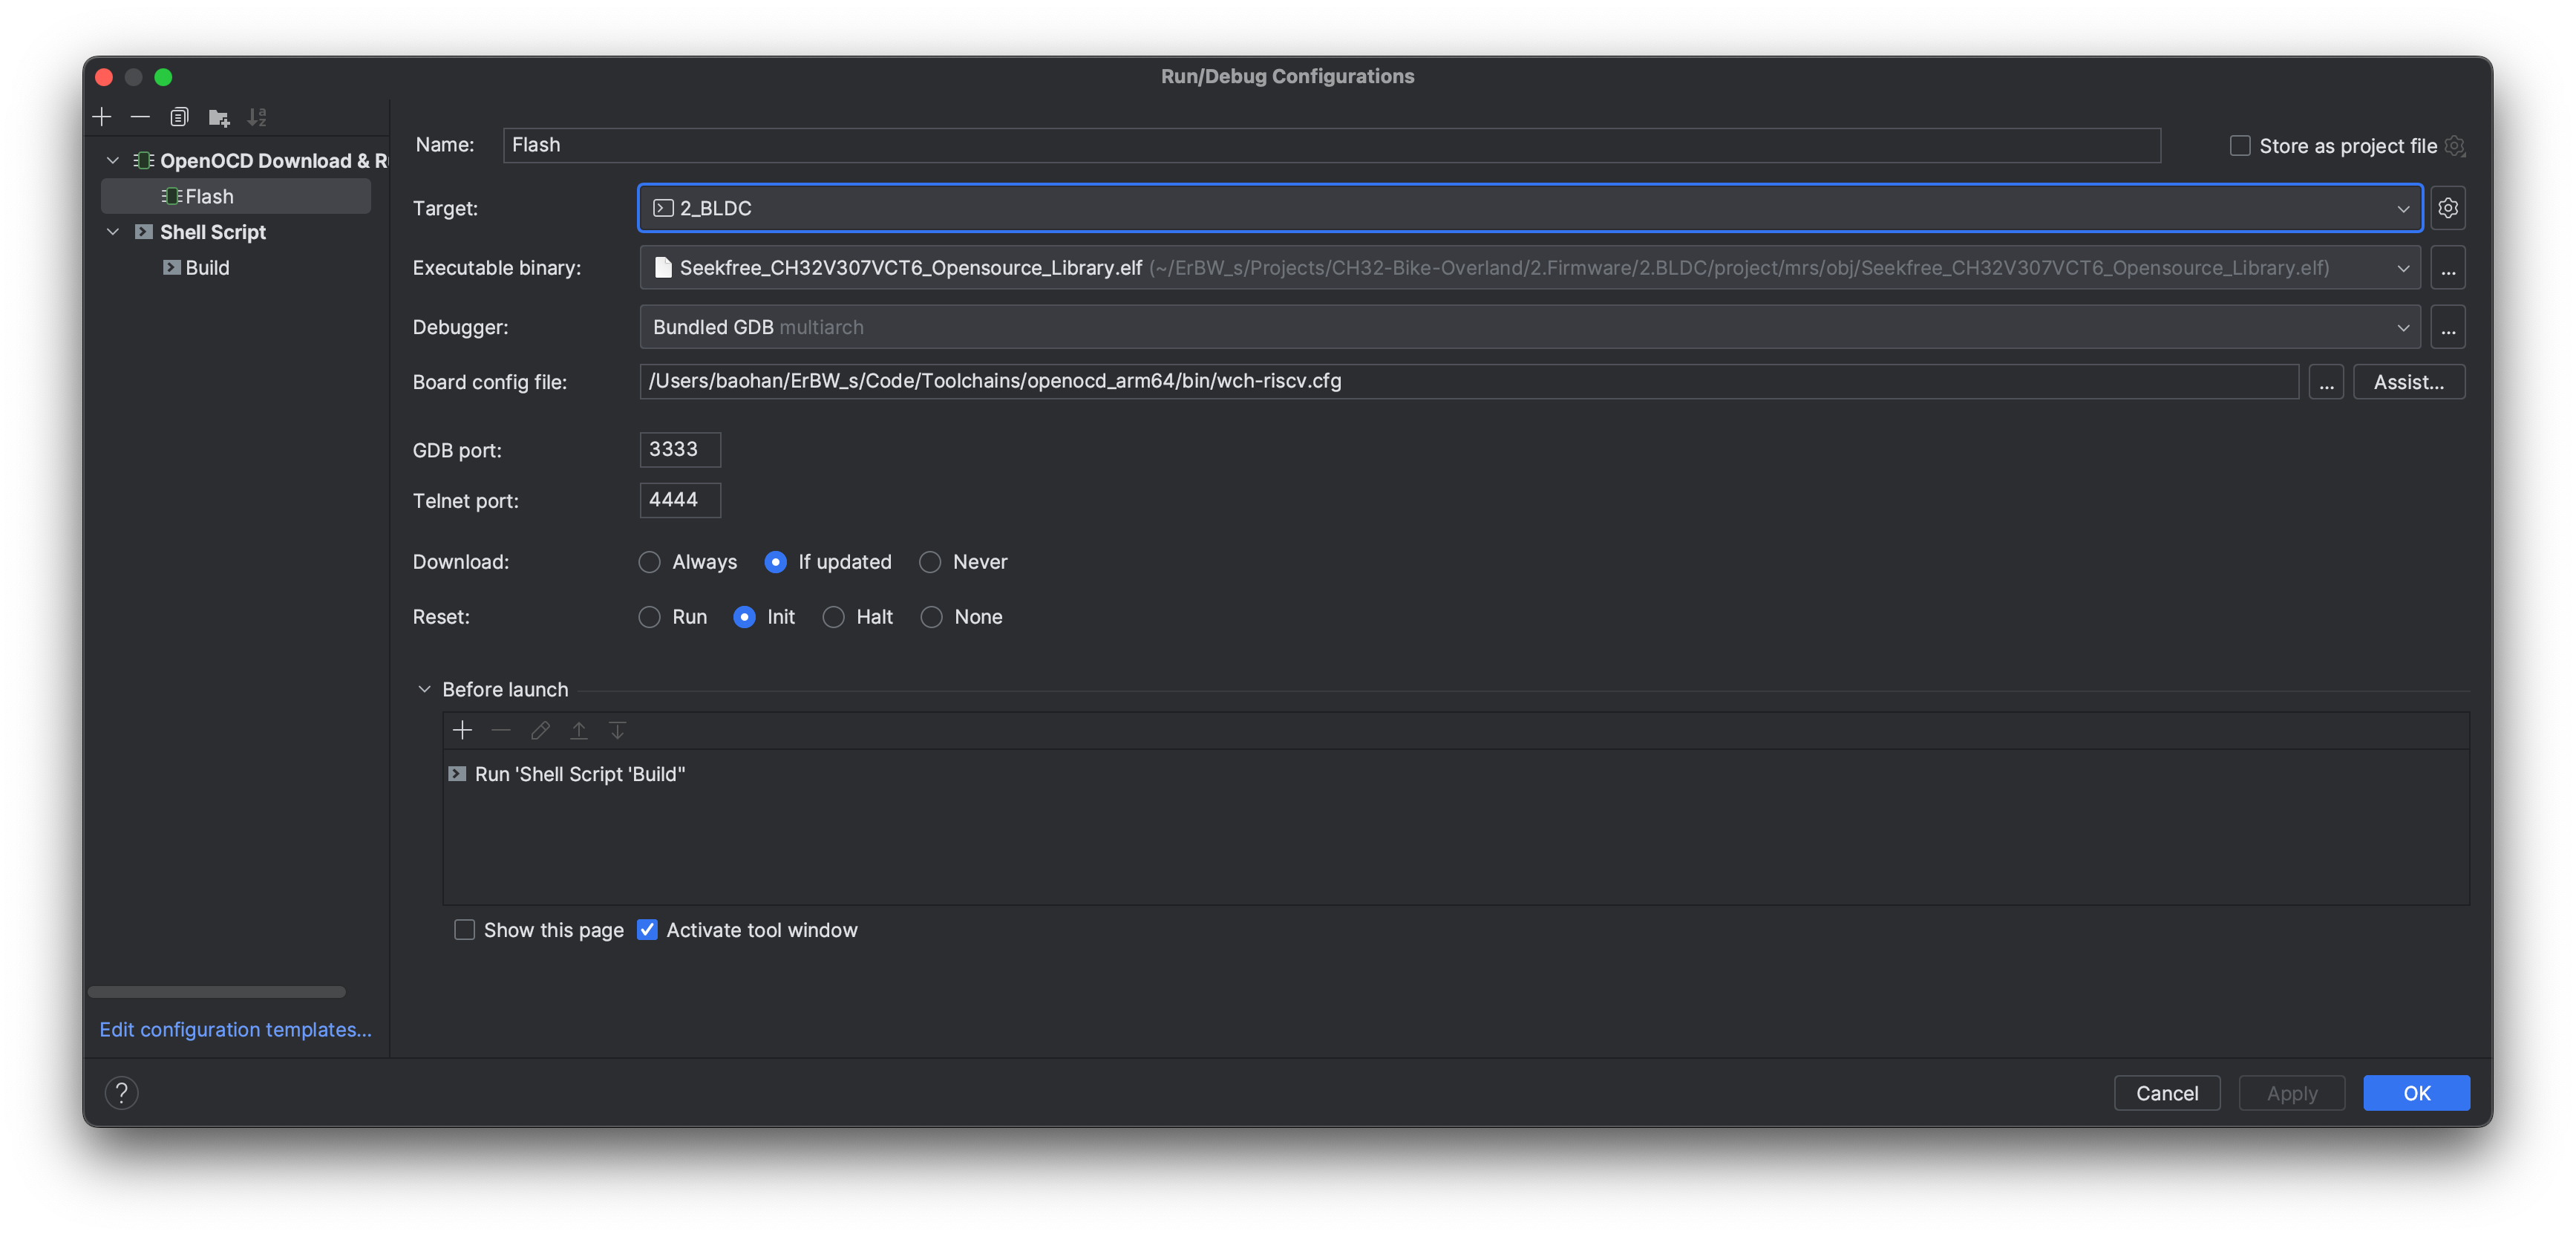 Run/Debug Configurations
OpenOCD Download & R
Flash
Shell Script
Build
Edit configuration templates...
Name: Flash
Store as project file
Target: 2_BLDC
Executable binary: Seekfree_CH32V307VCT6_Opensource_Library.elf (~/ErBW_s/Projects/CH32-Bike-Overland/2.Firmware/2.BLDC/project/mrs/obj/Seekfree_CH32V307VCT6_Opensource_Library.elf) ...
Debugger: Bundled GDB multiarch ...
Board config file: /Users/baohan/ErBW_s/Code/Toolchains/openocd_arm64/bin/wch-riscv.cfg ... Assist...
GDB port: 3333
Telnet port: 4444
Download: Always If updated Never
Reset: Run Init Halt None
Before launch
Run 'Shell Script 'Build''
Show this page Activate tool window
? Cancel Apply OK